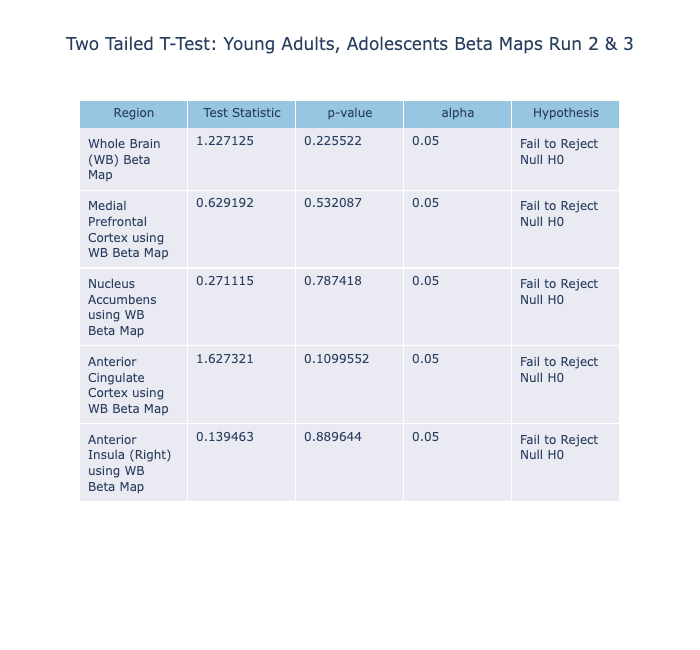 Two Tailed T-Test: Young Adults, Adolescents Beta Maps Run 2 & 3
Region Test Statistic p-value alpha Hypothesis
Whole Brain (WB) Beta Map 1.227125 0.225522 0.05 Fail to Reject Null H0
Medial Prefrontal Cortex using WB Beta Map 0.629192 0.532087 0.05 Fail to Reject Null H0
Nucleus Accumbens using WB Beta Map 0.271115 0.787418 0.05 Fail to Reject Null H0
Anterior Cingulate Cortex using WB Beta Map 1.627321 0.1099552 0.05 Fail to Reject Null H0
Anterior Insula (Right) using WB Beta Map 0.139463 0.889644 0.05 Fail to Reject Null H0